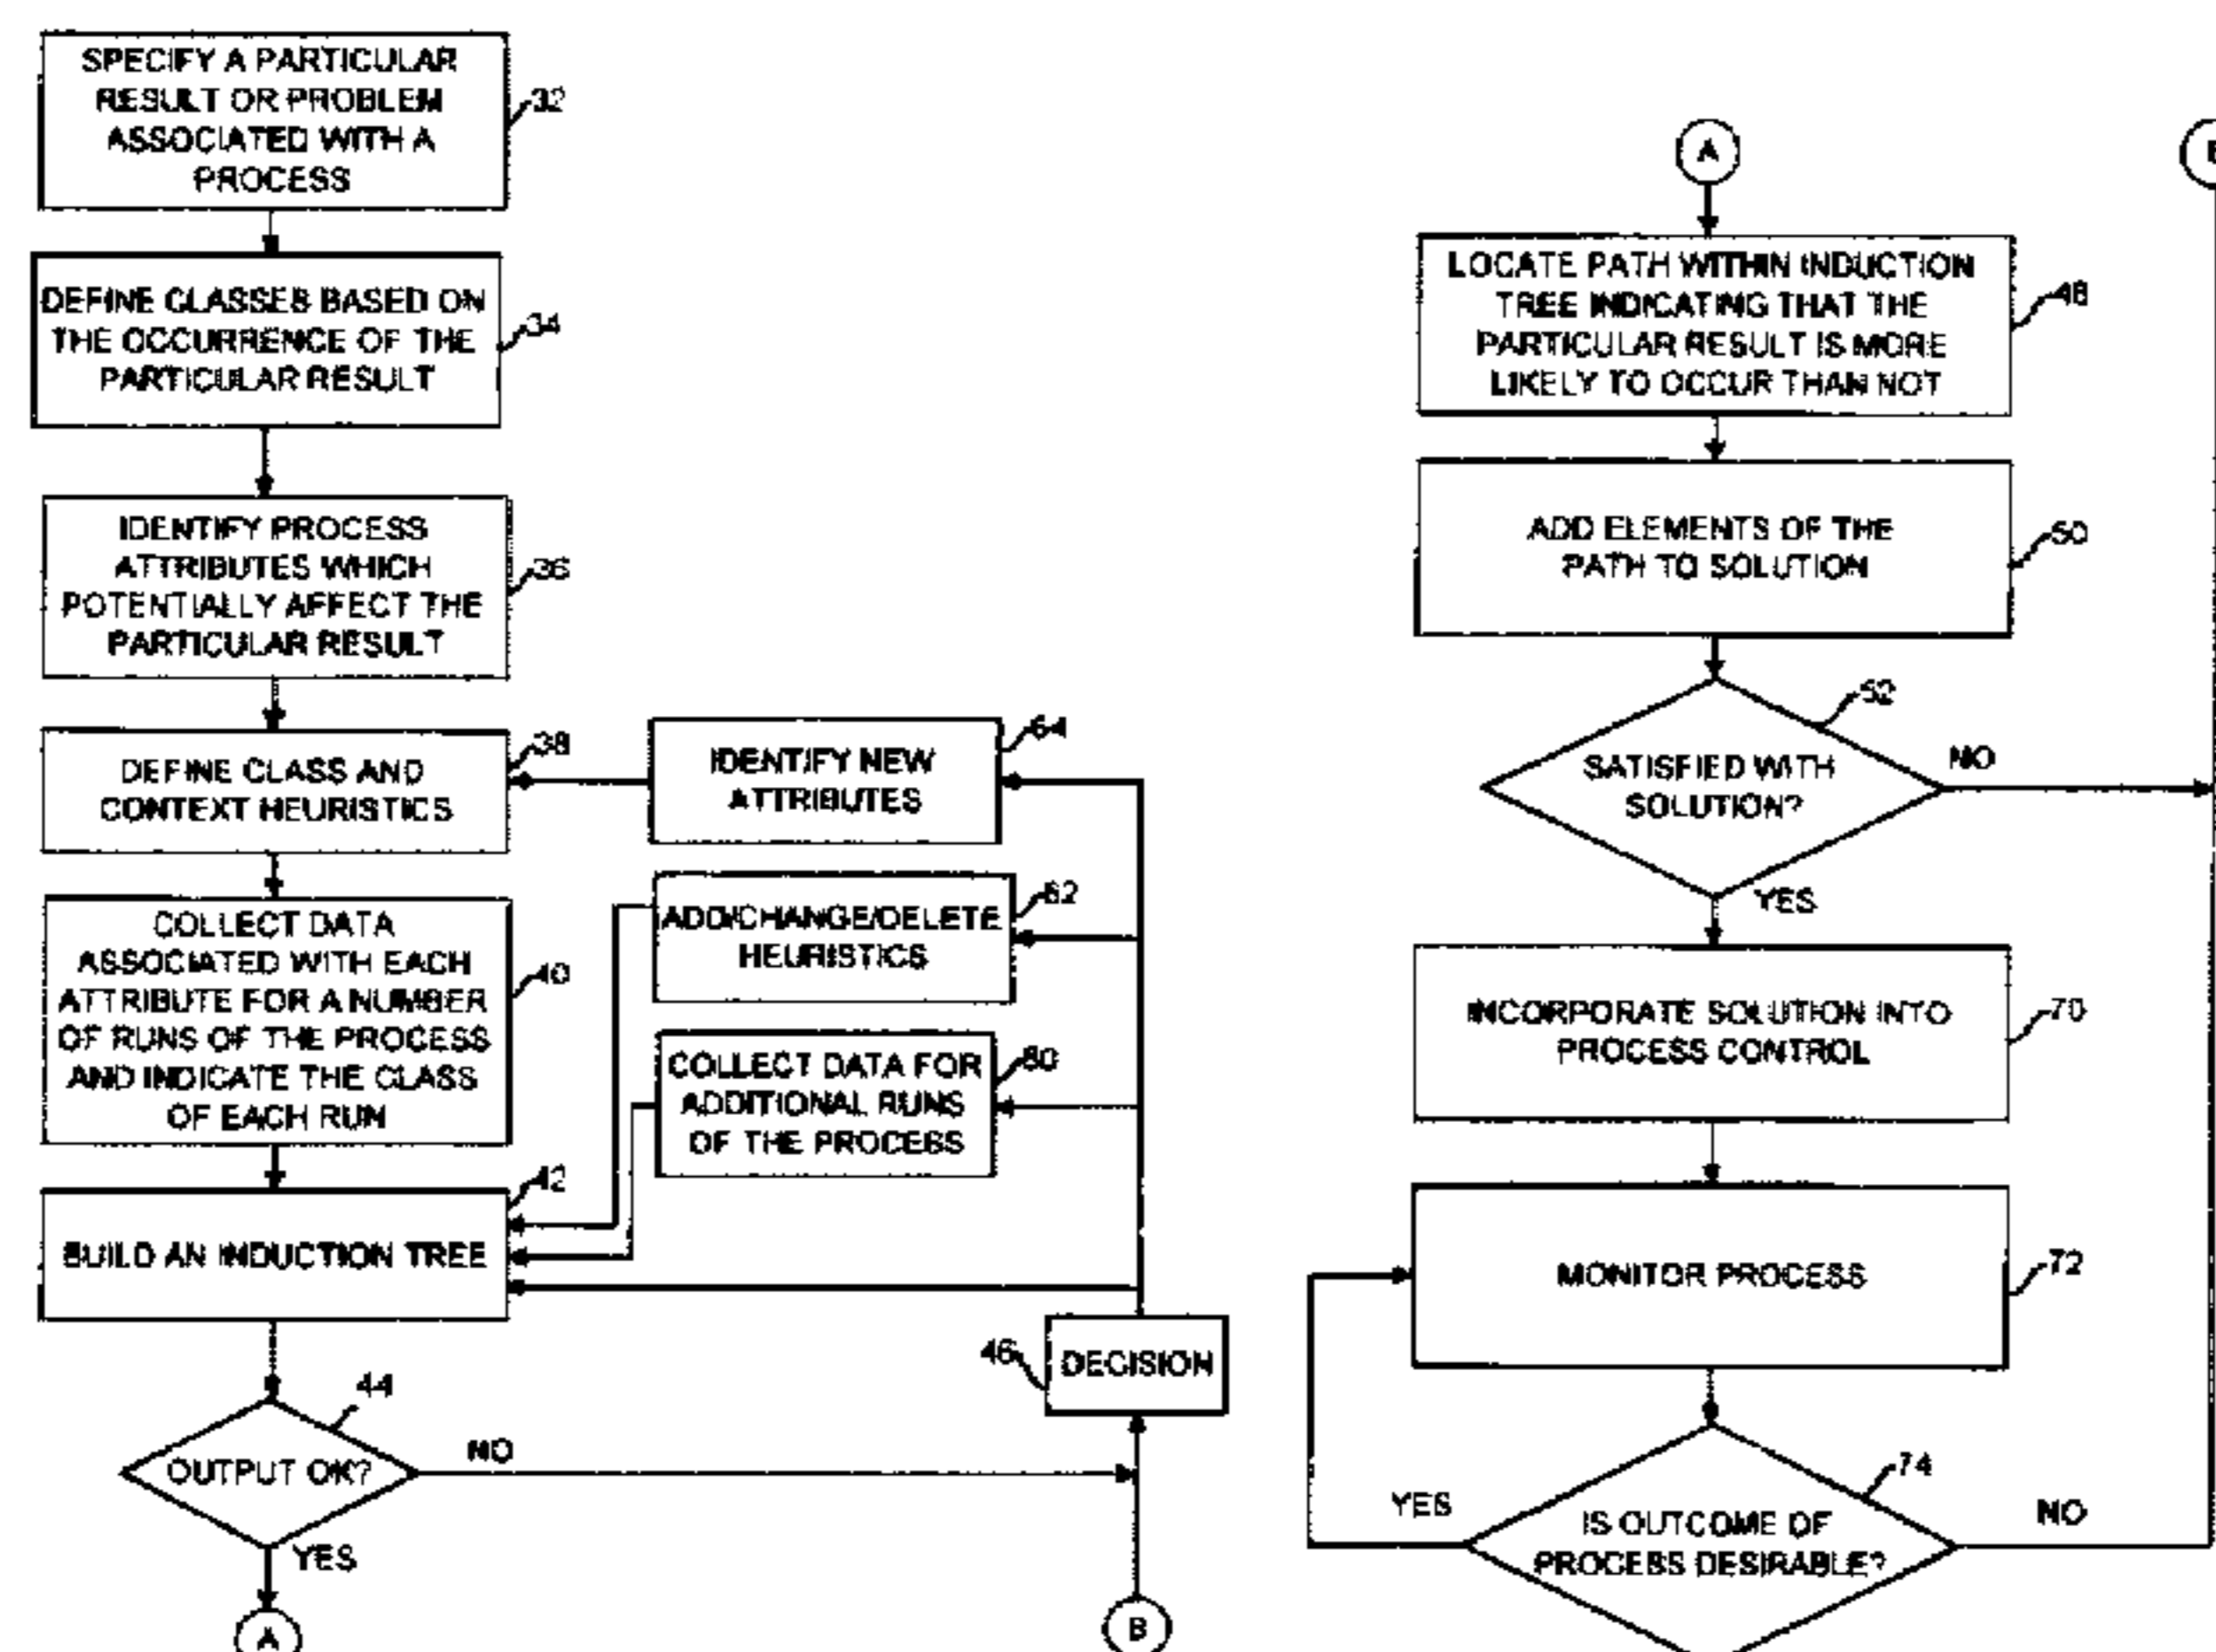 SPECIFY A PARTICULAR
RESULT OR PROBLEM
ASSOCIATED WITH A
PROCESS
32
DEFINE CLASSES BASED ON
THE OCCURRENCE OF THE
PARTICULAR RESULT
34
IDENTIFY PROCESS
ATTRIBUTES WHICH
POTENTIALLY AFFECT THE
PARTICULAR RESULT
36
DEFINE CLASS AND
CONTEXT HEURISTICS
38
IDENTIFY NEW
ATTRIBUTES
64
COLLECT DATA
ASSOCIATED WITH EACH
ATTRIBUTE FOR A NUMBER
OF RUNS OF THE PROCESS
AND INDICATE THE CLASS
OF EACH RUN
40
ADD/CHANGE/DELETE
HEURISTICS
62
COLLECT DATA FOR
ADDITIONAL RUNS
OF THE PROCESS
60
BUILD AN INDUCTION TREE
42
46
DECISION
44
OUTPUT OK?
NO
YES
A
B
A
LOCATE PATH WITHIN INDUCTION
TREE INDICATING THAT THE
PARTICULAR RESULT IS MORE
LIKELY TO OCCUR THAN NOT
48
ADD ELEMENTS OF THE
PATH TO SOLUTION
50
52
SATISFIED WITH
SOLUTION?
NO
YES
INCORPORATE SOLUTION INTO
PROCESS CONTROL
70
MONITOR PROCESS
72
74
IS OUTCOME OF
PROCESS DESIRABLE?
YES
NO